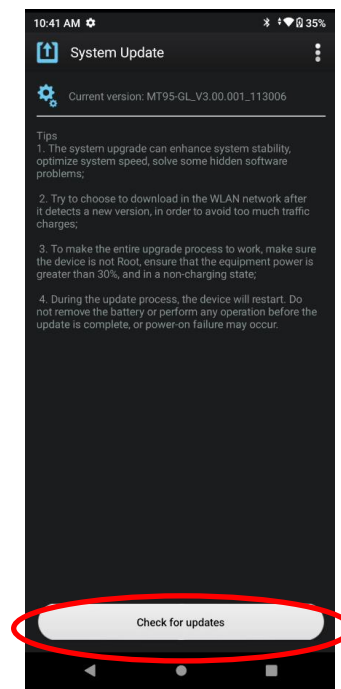 10:41 AM 35%
System Update
Current version: MT95-GL_V3.00.001_113006
Tips
1. The system upgrade can enhance system stability,
optimize system speed, solve some hidden software
problems;
2. Try to choose to download in the WLAN network after
it detects a new version, in order to avoid too much traffic
charges;
3. To make the entire upgrade process to work, make sure
the device is not Root, ensure that the equipment power is
greater than 30%, and in a non-charging state;
4. During the update process, the device will restart. Do
not remove the battery or perform any operation before the
update is complete, or power-on failure may occur.
Check for updates